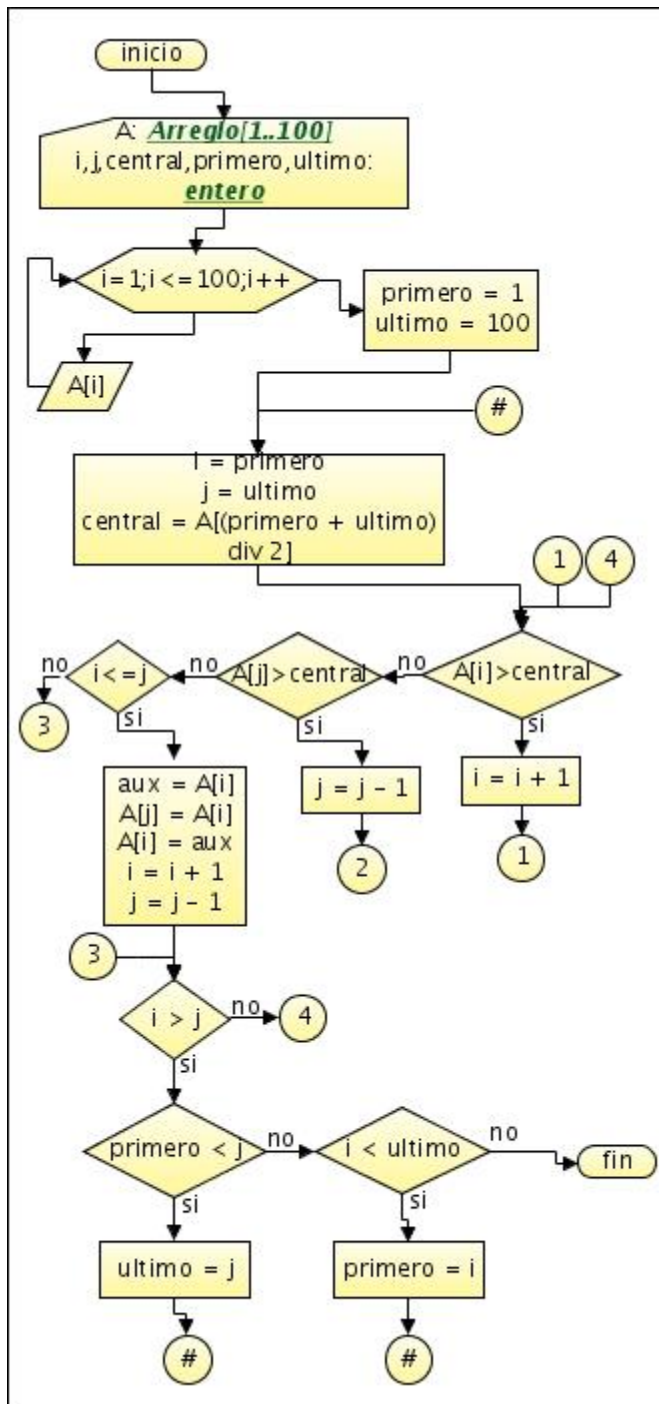 inicio
A: Arreglo[1..100]
i,j,central,primero,ultimo:
entero
i=1;i<=100;i++
primero = 1
ultimo = 100
A[i]
#
i = primero
j = ultimo
central = A[(primero + ultimo)
div 2]
1
4
A[i]>central
no
si
A[j]>central
no
si
i<=j
no
si
3
i = i + 1
1
j = j - 1
2
aux = A[i]
A[j] = A[i]
A[i] = aux
i = i + 1
j = j - 1
3
i > j
no
4
si
primero < j
no
i < ultimo
no
fin
si
si
ultimo = j
primero = i
#
#